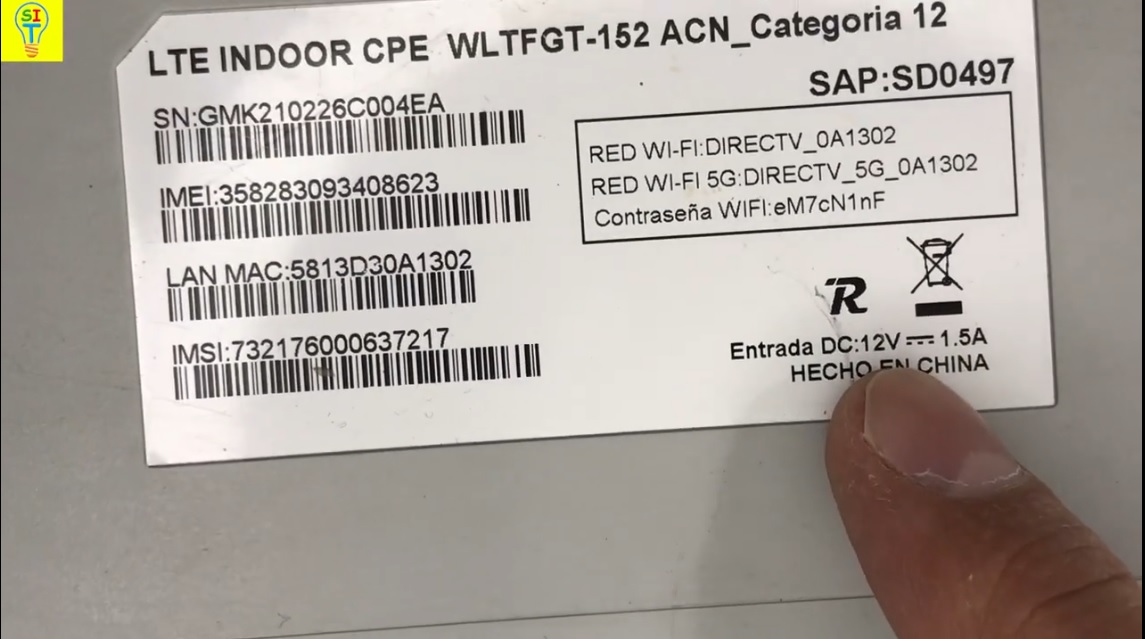 SIT
LTE INDOOR CPE WLTFGT-152 ACN_Categoria 12
SAP:SD0497
SN:GMK210226C004EA
IMEI:358283093408623
LAN MAC:5813D30A1302
IMSI:732176000637217
RED WI-FI:DIRECTV_0A1302
RED WI-FI 5G:DIRECTV_5G_0A1302
Contraseña WIFI:eM7cN1nF
R
Entrada DC:12V⎓1.5A
HECHO EN CHINA